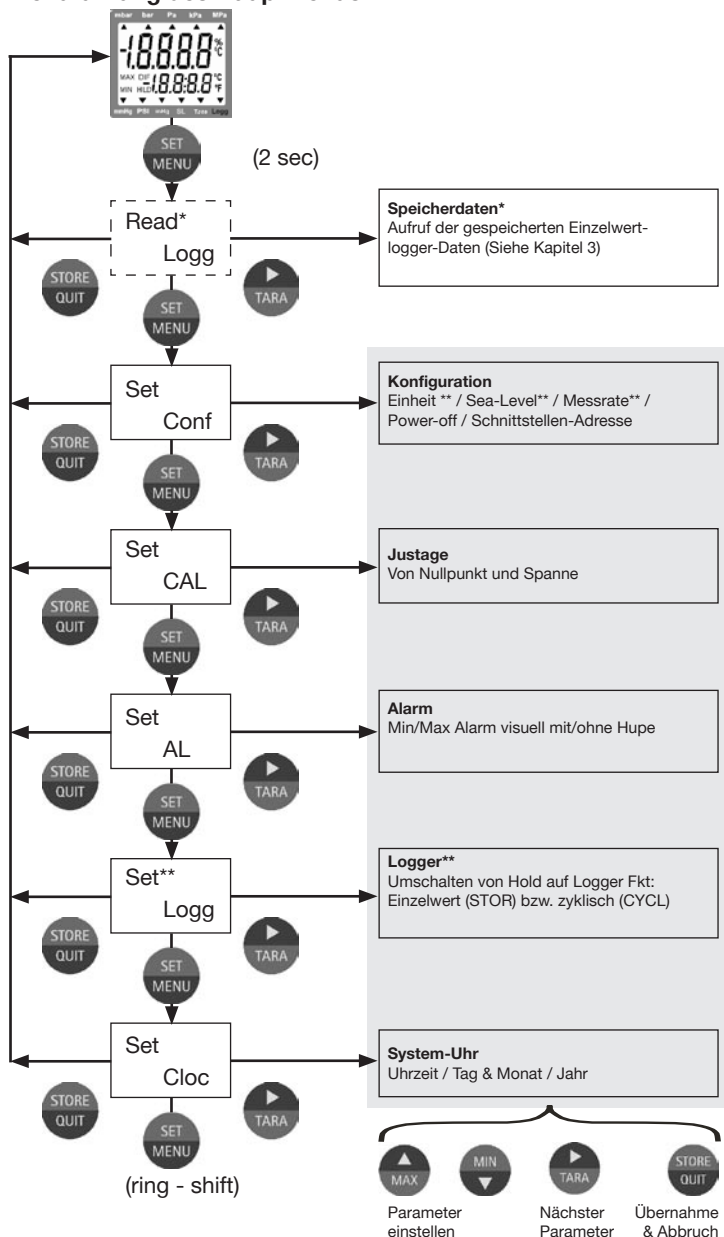 mbar bar Pa kPa MPa
-1.8.8.8.8 % °C
MAX DIF
MIN HLD
-1.8.8:8.8 °C °F
mmHg PSI SL Tara Logg
SET
MENU
(2 sec)
Read*
Logg
Speicherdaten*
Aufruf der gespeicherten Einzelwert-
logger-Daten (Siehe Kapitel 3)
STORE
QUIT
TARA
SET
MENU
Set
Conf
Konfiguration
Einheit ** / Sea-Level** / Messrate** /
Power-off / Schnittstellen-Adresse
STORE
QUIT
TARA
SET
MENU
Set
CAL
Justage
Von Nullpunkt und Spanne
STORE
QUIT
TARA
SET
MENU
Set
AL
Alarm
Min/Max Alarm visuell mit/ohne Hupe
STORE
QUIT
TARA
SET
MENU
Set**
Logg
Logger**
Umschalten von Hold auf Logger Fkt:
Einzelwert (STOR) bzw. zyklisch (CYCL)
STORE
QUIT
TARA
SET
MENU
Set
Cloc
System-Uhr
Uhrzeit / Tag & Monat / Jahr
STORE
QUIT
TARA
SET
MENU
(ring - shift)
MAX
MIN
TARA
STORE
QUIT
Parameter
einstellen
Nächster
Parameter
Übernahme
& Abbruch